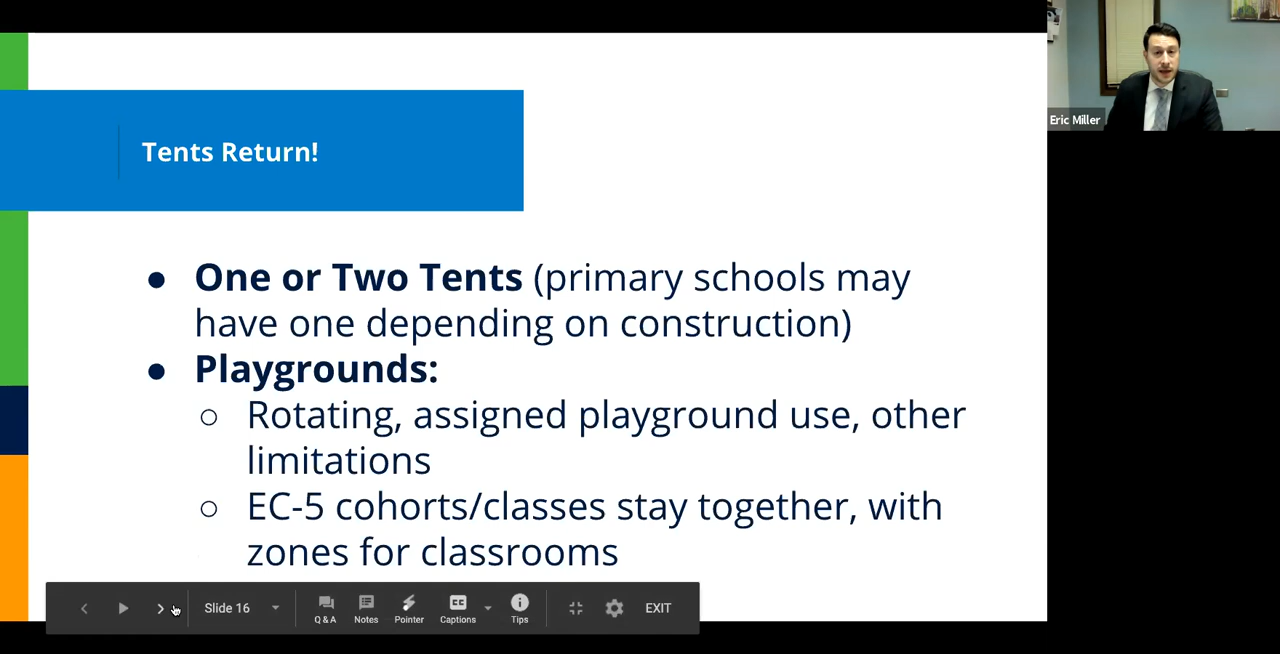 Eric Miller
Tents Return!
● One or Two Tents (primary schools may
have one depending on construction)
● Playgrounds:
○ Rotating, assigned playground use, other
limitations
○ EC-5 cohorts/classes stay together, with
zones for classrooms
Slide 16
Q & A
Notes
Pointer
CC
Captions
Tips
EXIT